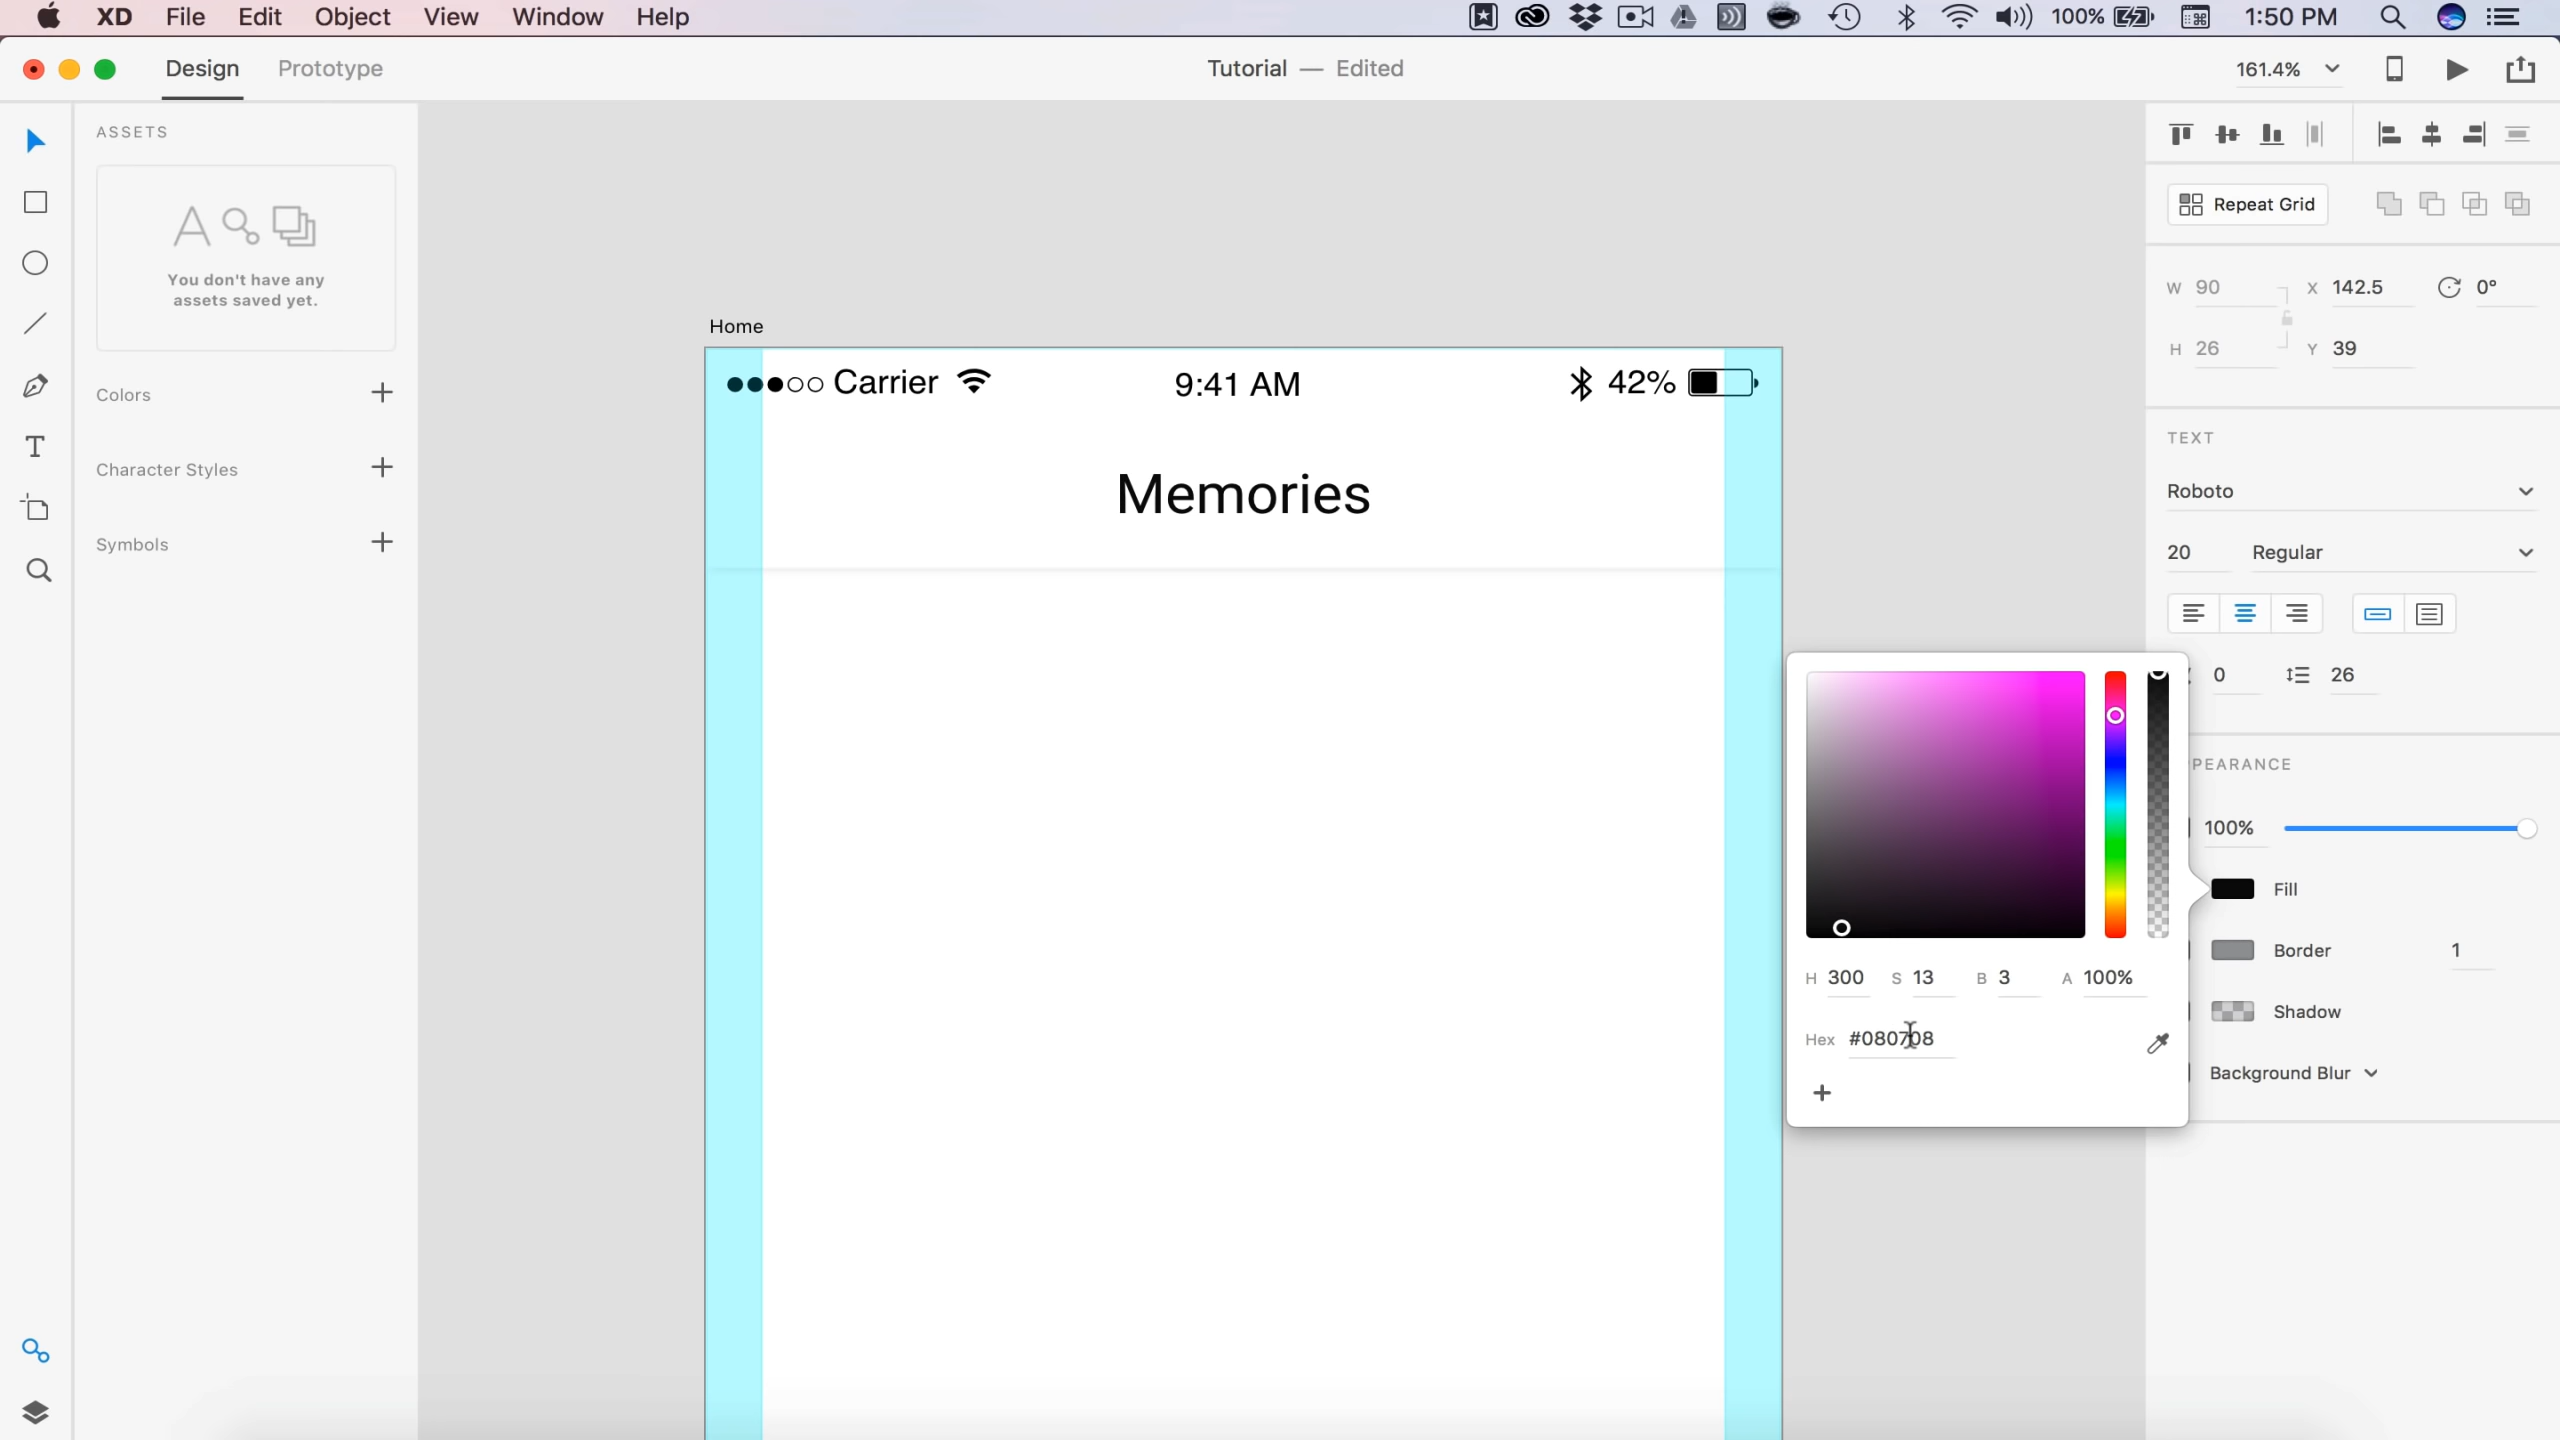 XD File Edit Object View Window Help 100% 1:50 PM
Design Prototype Tutorial — Edited 161.4%
ASSETS
You don't have any
assets saved yet.
Colors
Character Styles
Symbols
Home
Carrier 9:41 AM 42%
Memories
Repeat Grid
W 90 X 142.5 0°
H 26 Y 39
TEXT
Roboto
20 Regular
0 26
PEARANCE
100%
Fill
Border 1
Shadow
Background Blur
H 300 S 13 B 3 A 100%
Hex #080708